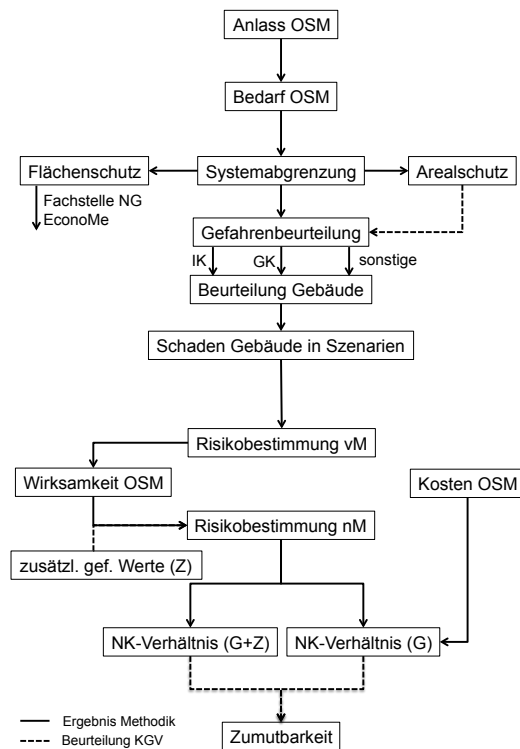 Anlass OSM
Bedarf OSM
Flächenschutz
Systemabgrenzung
Arealschutz
Fachstelle NG
EconoMe
Gefahrenbeurteilung
IK
GK
sonstige
Beurteilung Gebäude
Schaden Gebäude in Szenarien
Risikobestimmung vM
Wirksamkeit OSM
Kosten OSM
Risikobestimmung nM
zusätzl. gef. Werte (Z)
NK-Verhältnis (G+Z)
NK-Verhältnis (G)
Ergebnis Methodik
Beurteilung KGV
Zumutbarkeit